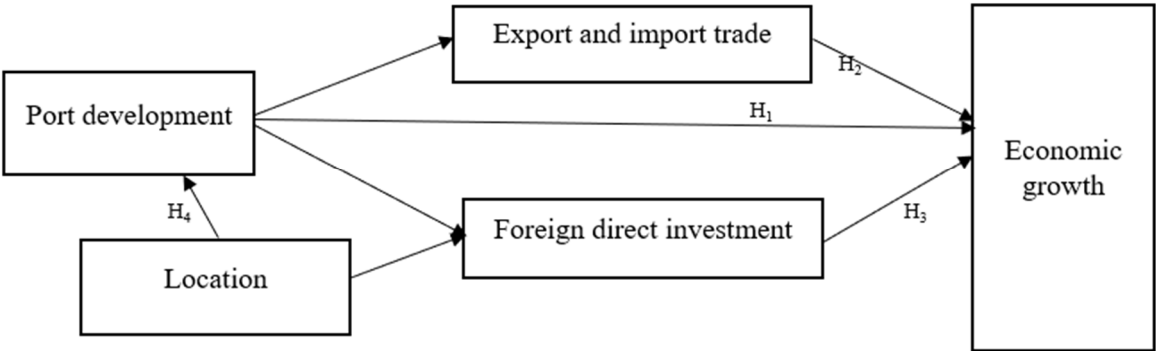 Export and import trade
H2
Port development
H1
Economic
growth
H4
Foreign direct investment
H3
Location